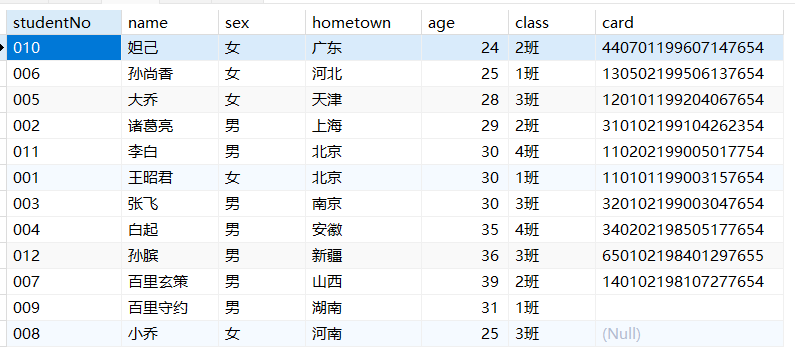 studentNo name sex hometown age class card
010 妲己 女 广东 24 2班 440701199607147654
006 孙尚香 女 河北 25 1班 130502199506137654
005 大乔 女 天津 28 3班 120101199204067654
002 诸葛亮 男 上海 29 2班 310102199104262354
011 李白 男 北京 30 4班 110202199005017754
001 王昭君 女 北京 30 1班 110101199003157654
003 张飞 男 南京 30 3班 320102199003047654
004 白起 男 安徽 35 4班 340202198505177654
012 孙膑 男 新疆 36 3班 650102198401297655
007 百里玄策 男 山西 39 2班 140102198107277654
009 百里守约 男 湖南 31 1班
008 小乔 女 河南 25 3班 (Null)